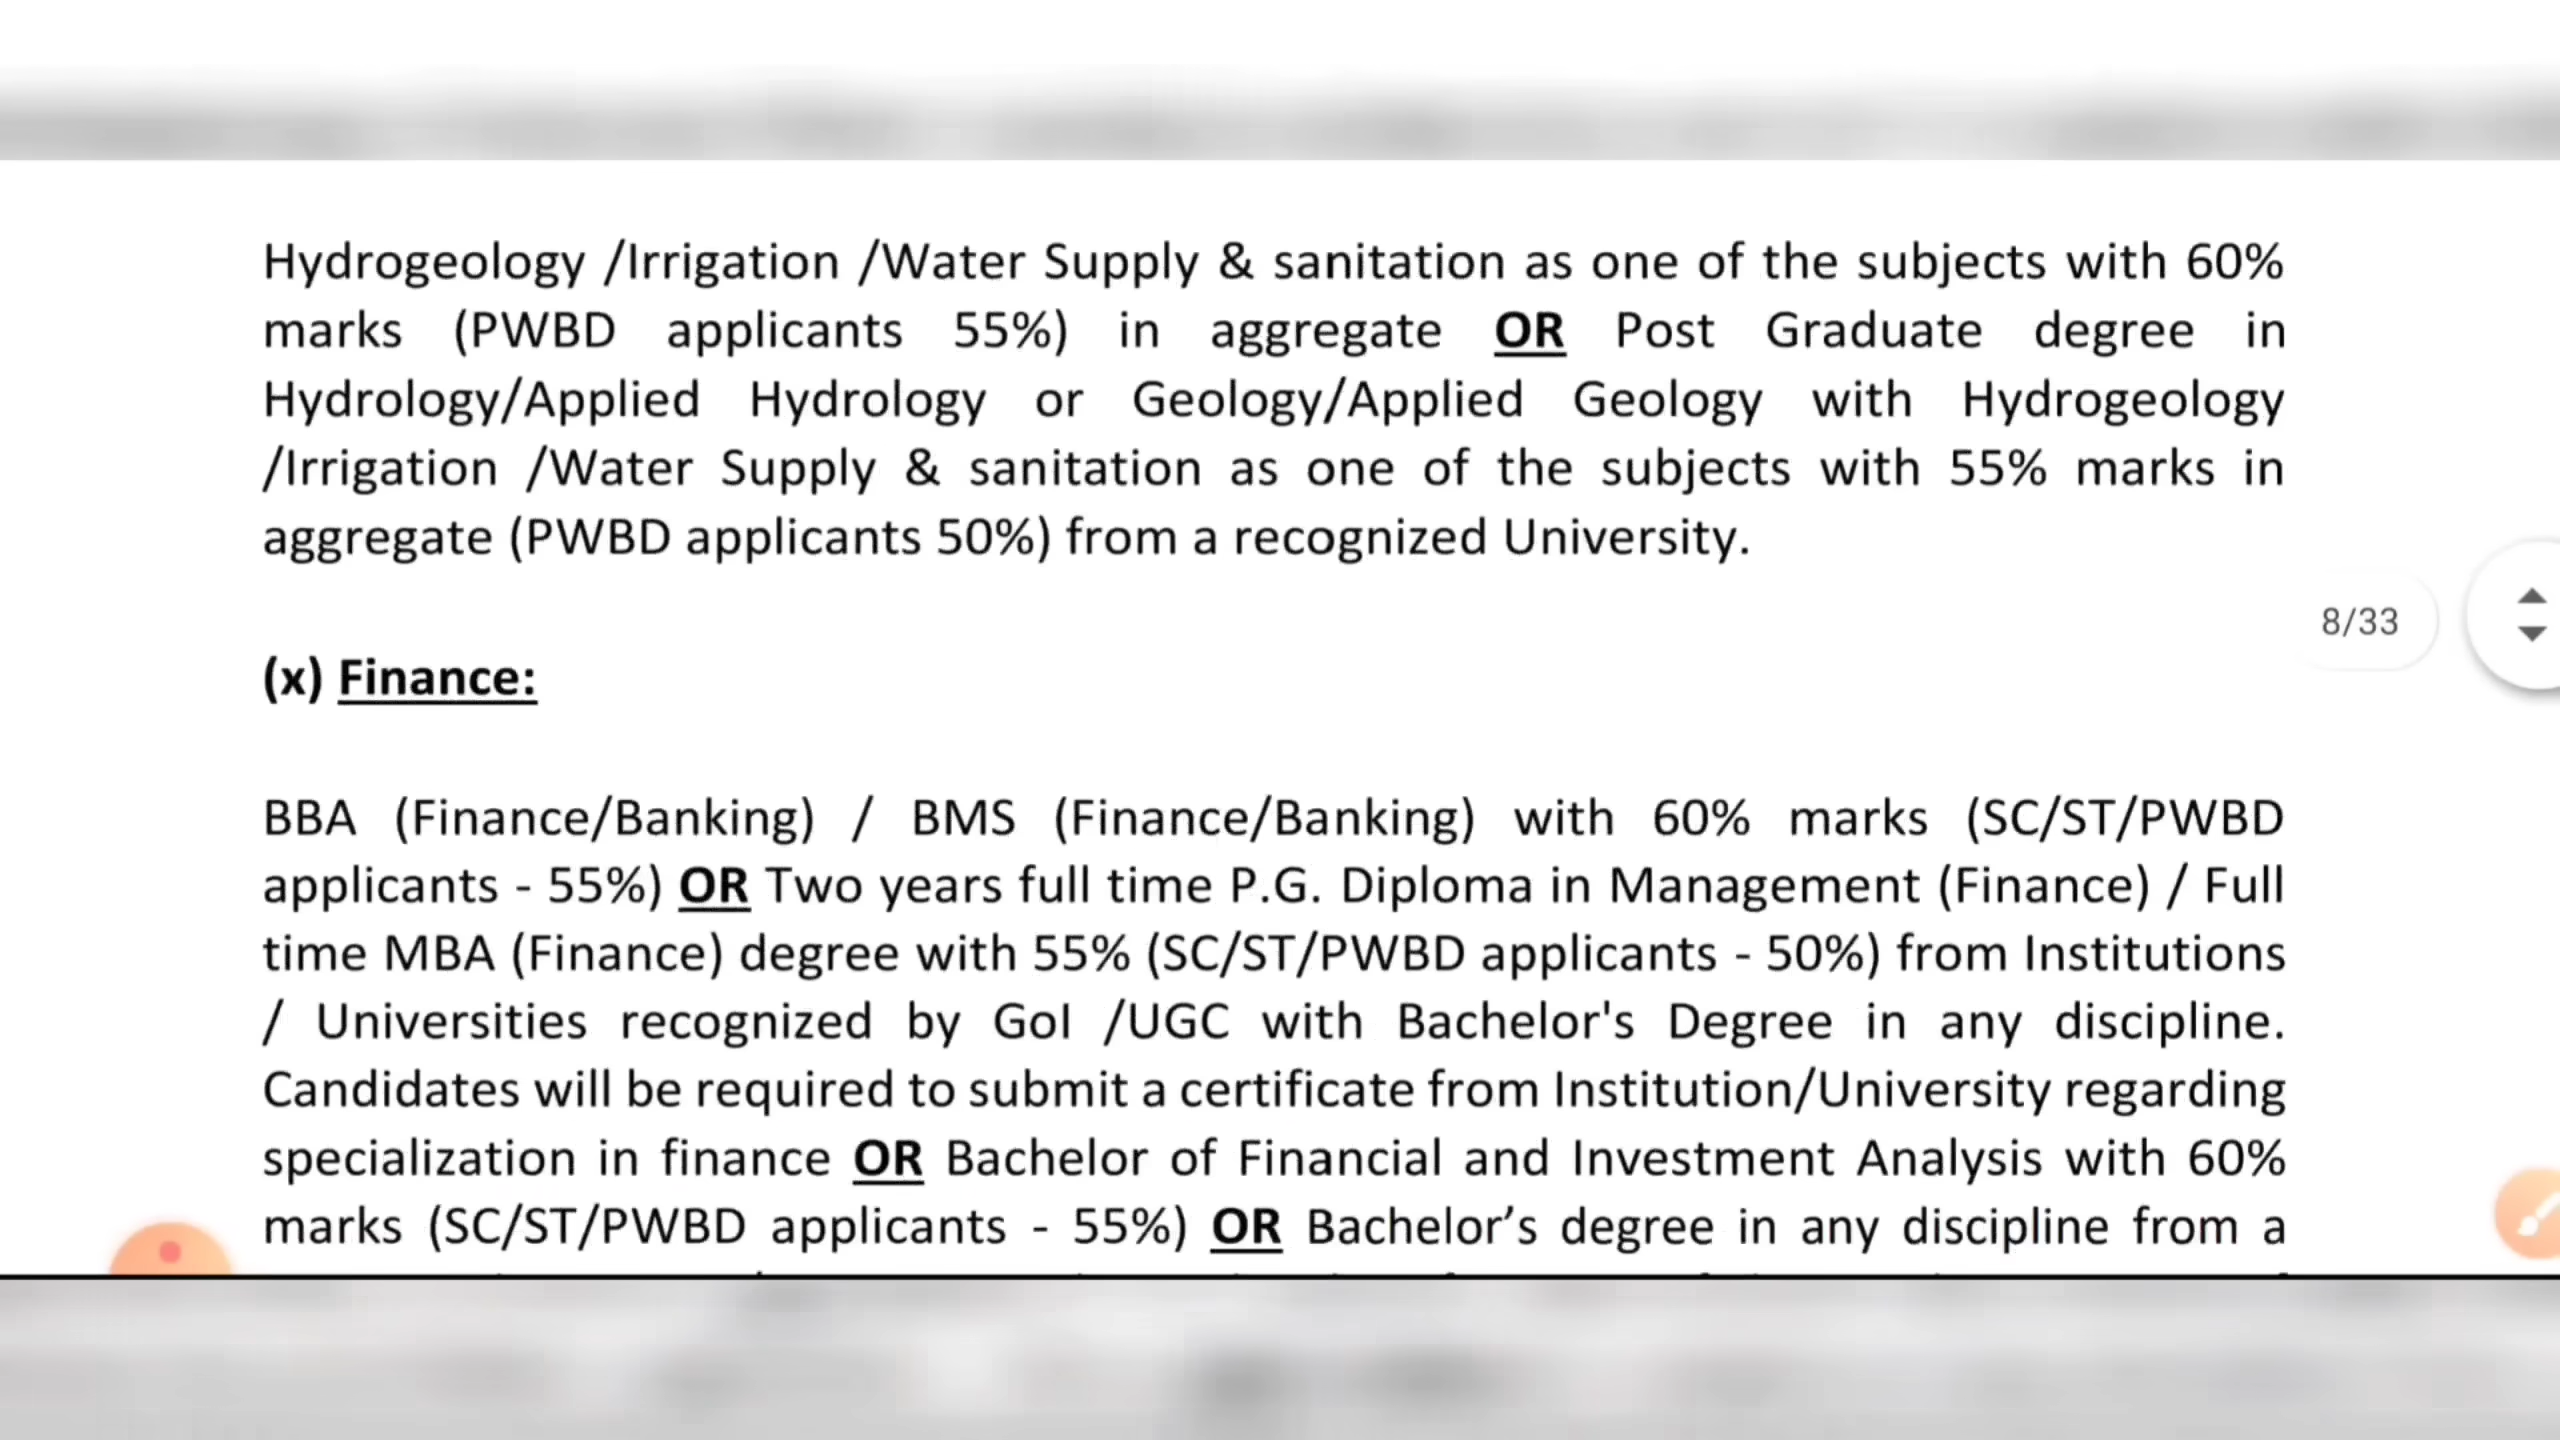 Hydrogeology /Irrigation /Water Supply & sanitation as one of the subjects with 60%
marks (PWBD applicants 55%) in aggregate OR Post Graduate degree in
Hydrology/Applied Hydrology or Geology/Applied Geology with Hydrogeology
/Irrigation /Water Supply & sanitation as one of the subjects with 55% marks in
aggregate (PWBD applicants 50%) from a recognized University.
8/33
(x) Finance:
BBA (Finance/Banking) / BMS (Finance/Banking) with 60% marks (SC/ST/PWBD
applicants - 55%) OR Two years full time P.G. Diploma in Management (Finance) / Full
time MBA (Finance) degree with 55% (SC/ST/PWBD applicants - 50%) from Institutions
/ Universities recognized by GoI /UGC with Bachelor's Degree in any discipline.
Candidates will be required to submit a certificate from Institution/University regarding
specialization in finance OR Bachelor of Financial and Investment Analysis with 60%
marks (SC/ST/PWBD applicants - 55%) OR Bachelor’s degree in any discipline from a